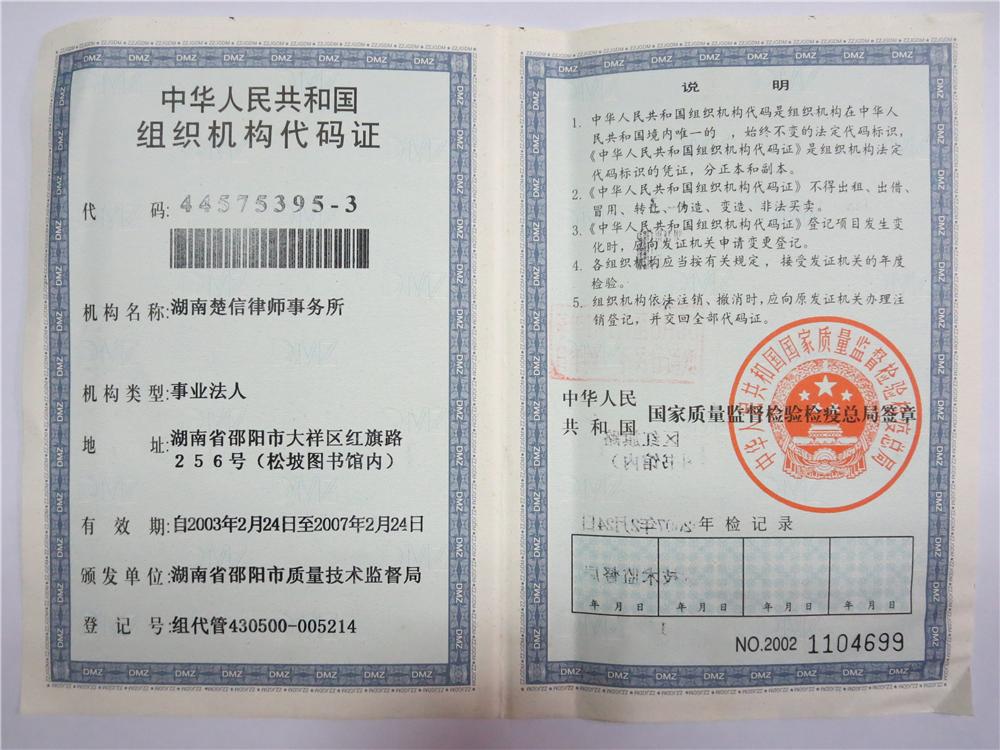 中华人民共和国
组织机构代码证
代 码: 44575395-3
机构名称:湖南楚信律师事务所
机构类型:事业法人
地 址:湖南省邵阳市大祥区红旗路
256号(松坡图书馆内)
有 效 期:自2003年2月24日至2007年2月24日
颁发单位:湖南省邵阳市质量技术监督局
登 记 号:组代管430500-005214
说 明
1. 中华人民共和国组织机构代码是组织机构在中华人
民共和国境内唯一的 ,始终不变的法定代码标识,
《中华人民共和国组织机构代码证》是组织机构法定
代码标识的凭证,分正本和副本。
2.《中华人民共和国组织机构代码证》不得出租、出借、
冒用、转让、伪造、变造、非法买卖。
3.《中华人民共和国组织机构代码证》登记项目发生变
化时,应向发证机关申请变更登记。
4. 各组织机构应当按有关规定,接受发证机关的年度
检验。
5. 组织机构依法注销、撤消时,应向原发证机关办理注
销登记,并交回全部代码证。
中华人民
共和国 国家质量监督检验检疫总局签章
中华人民共和国国家质量监督检验检疫总局
年检记录
年 月 日 年 月 日 年 月 日 年 月 日
NO.2002 1104699